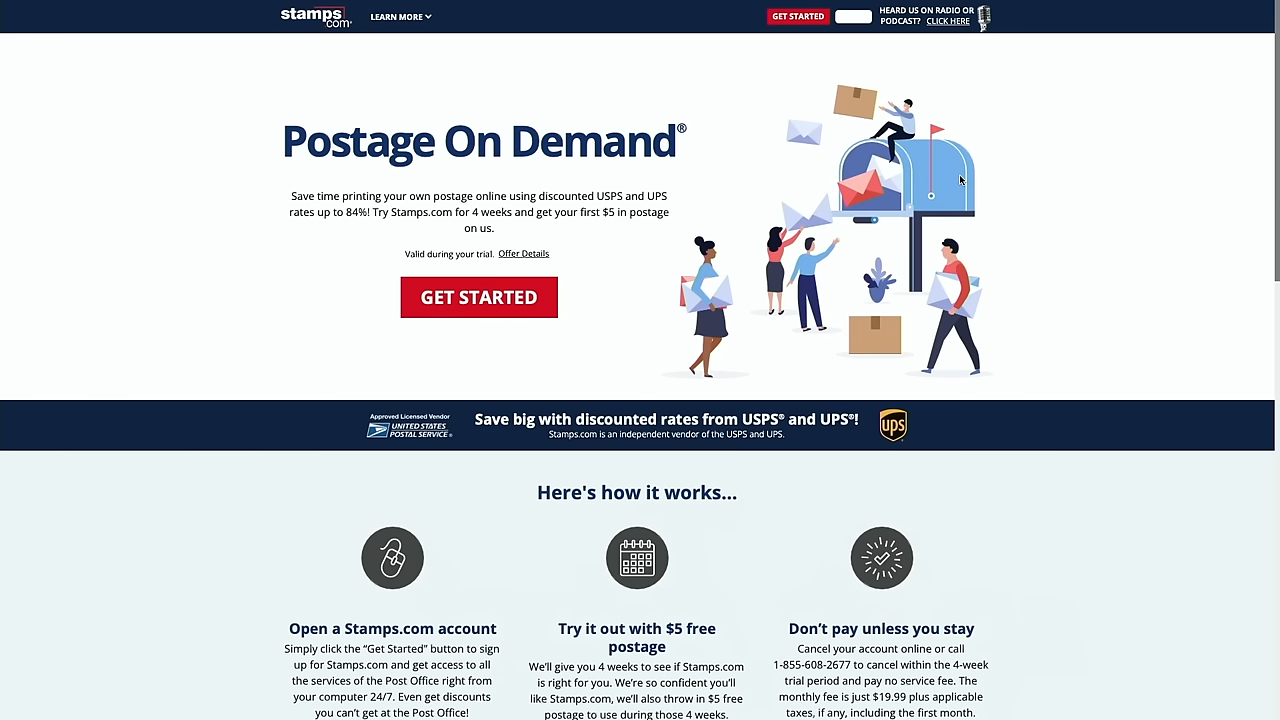 stamps.com
LEARN MORE
GET STARTED
HEARD US ON RADIO OR
PODCAST? CLICK HERE
Postage On Demand®
Save time printing your own postage online using discounted USPS and UPS
rates up to 84%! Try Stamps.com for 4 weeks and get your first $5 in postage
on us.
Valid during your trial. Offer Details
GET STARTED
Approved Licensed Vendor
UNITED STATES
POSTAL SERVICE®
Save big with discounted rates from USPS® and UPS®!
Stamps.com is an independent vendor of the USPS and UPS.
ups
Here's how it works...
Open a Stamps.com account
Simply click the “Get Started” button to sign
up for Stamps.com and get access to all
the services of the Post Office right from
your computer 24/7. Even get discounts
you can’t get at the Post Office!
Try it out with $5 free
postage
We’ll give you 4 weeks to see if Stamps.com
is right for you. We’re so confident you’ll
like Stamps.com, we’ll also throw in $5 free
postage to use during those 4 weeks.
Don’t pay unless you stay
Cancel your account online or call
1-855-608-2677 to cancel within the 4-week
trial period and pay no service fee. The
monthly fee is just $19.99 plus applicable
taxes, if any, including the first month.